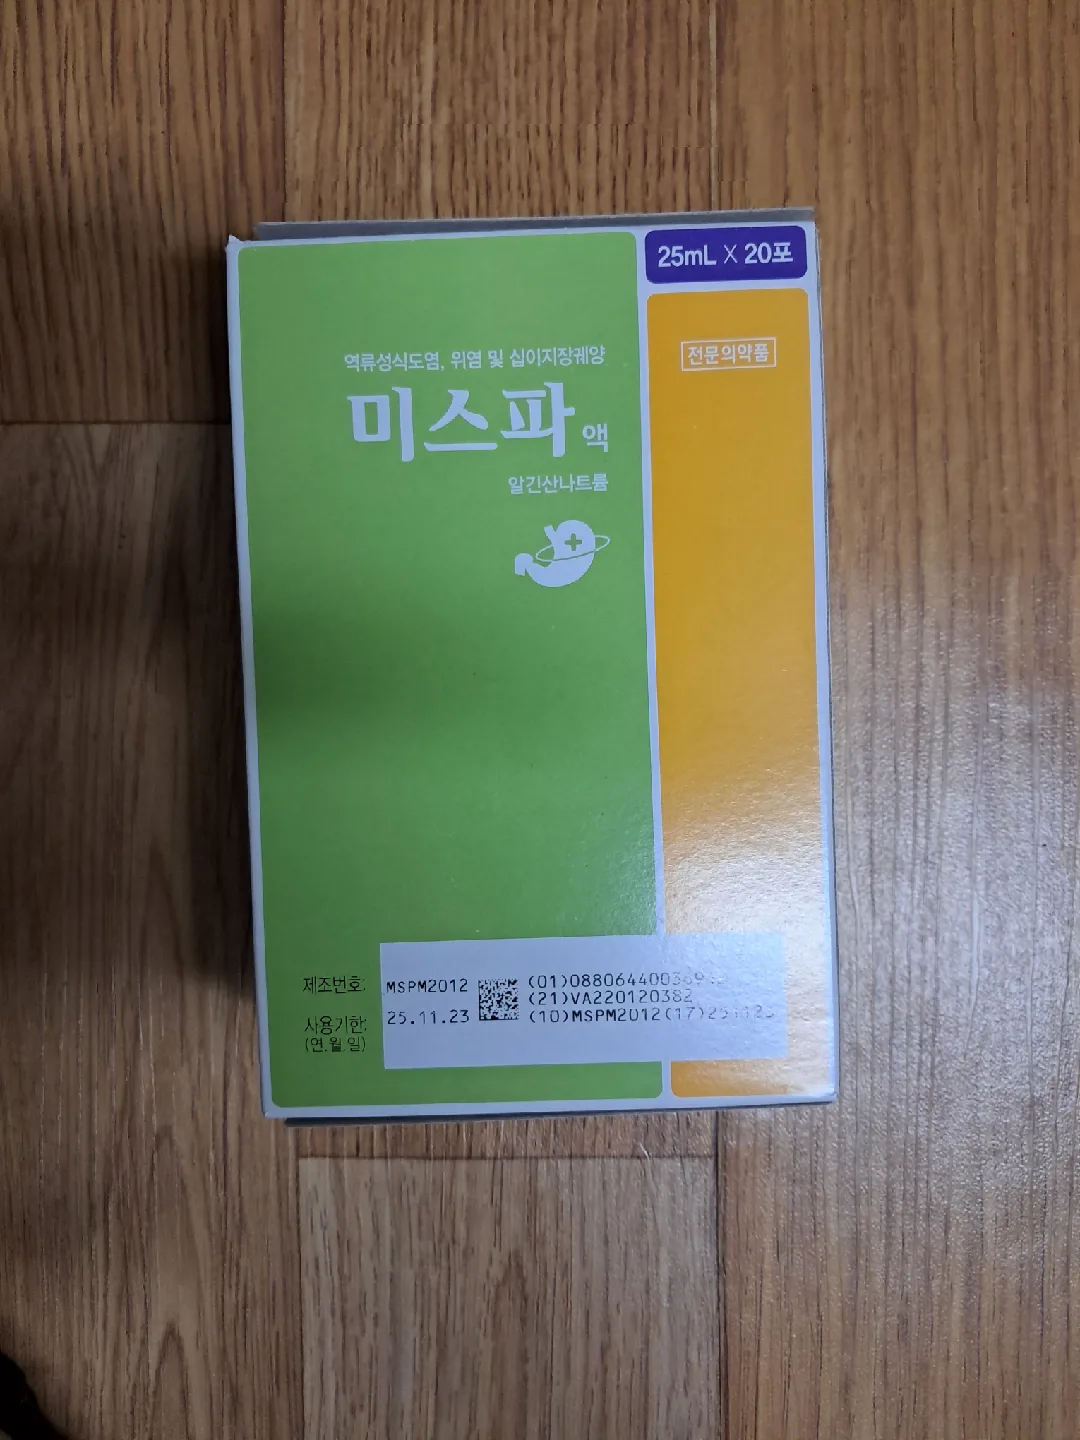 25mL X 20포
전문의약품
역류성식도염, 위염 및 십이지장궤양
미스파 액
알긴산나트륨
제조번호: MSPM2012
사용기한: 25.11.23
(연.월.일)
(21)VA220120382